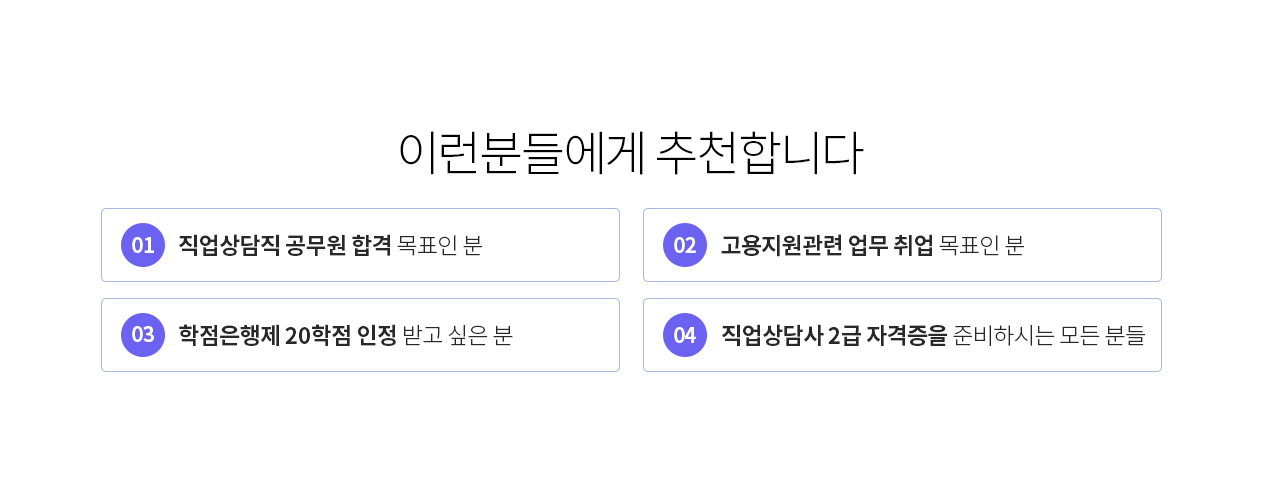 이런분들에게 추천합니다
01 직업상담직 공무원 합격 목표인 분
02 고용지원관련 업무 취업 목표인 분
03 학점은행제 20학점 인정 받고 싶은 분
04 직업상담사 2급 자격증을 준비하시는 모든 분들